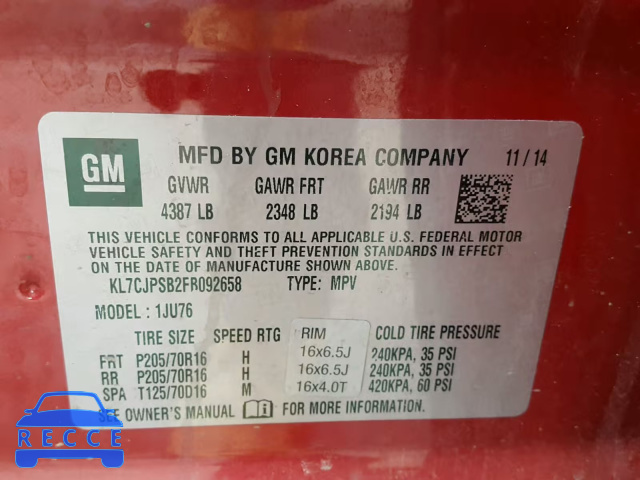 GM MFD BY GM KOREA COMPANY 11 / 14
GVWR GAWR FRT GAWR RR
4387 LB 2348 LB 2194 LB
THIS VEHICLE CONFORMS TO ALL APPLICABLE U.S. FEDERAL MOTOR
VEHICLE SAFETY AND THEFT PREVENTION STANDARDS IN EFFECT
ON THE DATE OF MANUFACTURE SHOWN ABOVE.
KL7CJPSB2FB092658 TYPE: MPV
MODEL : 1JU76
TIRE SIZE SPEED RTG RIM COLD TIRE PRESSURE
FRT P205/70R16 H 16x6.5J 240KPA, 35 PSI
RR P205/70R16 H 16x6.5J 240KPA, 35 PSI
SPA T125/70D16 M 16x4.0T 420KPA, 60 PSI
SEE OWNER'S MANUAL FOR MORE INFORMATION
RECCE